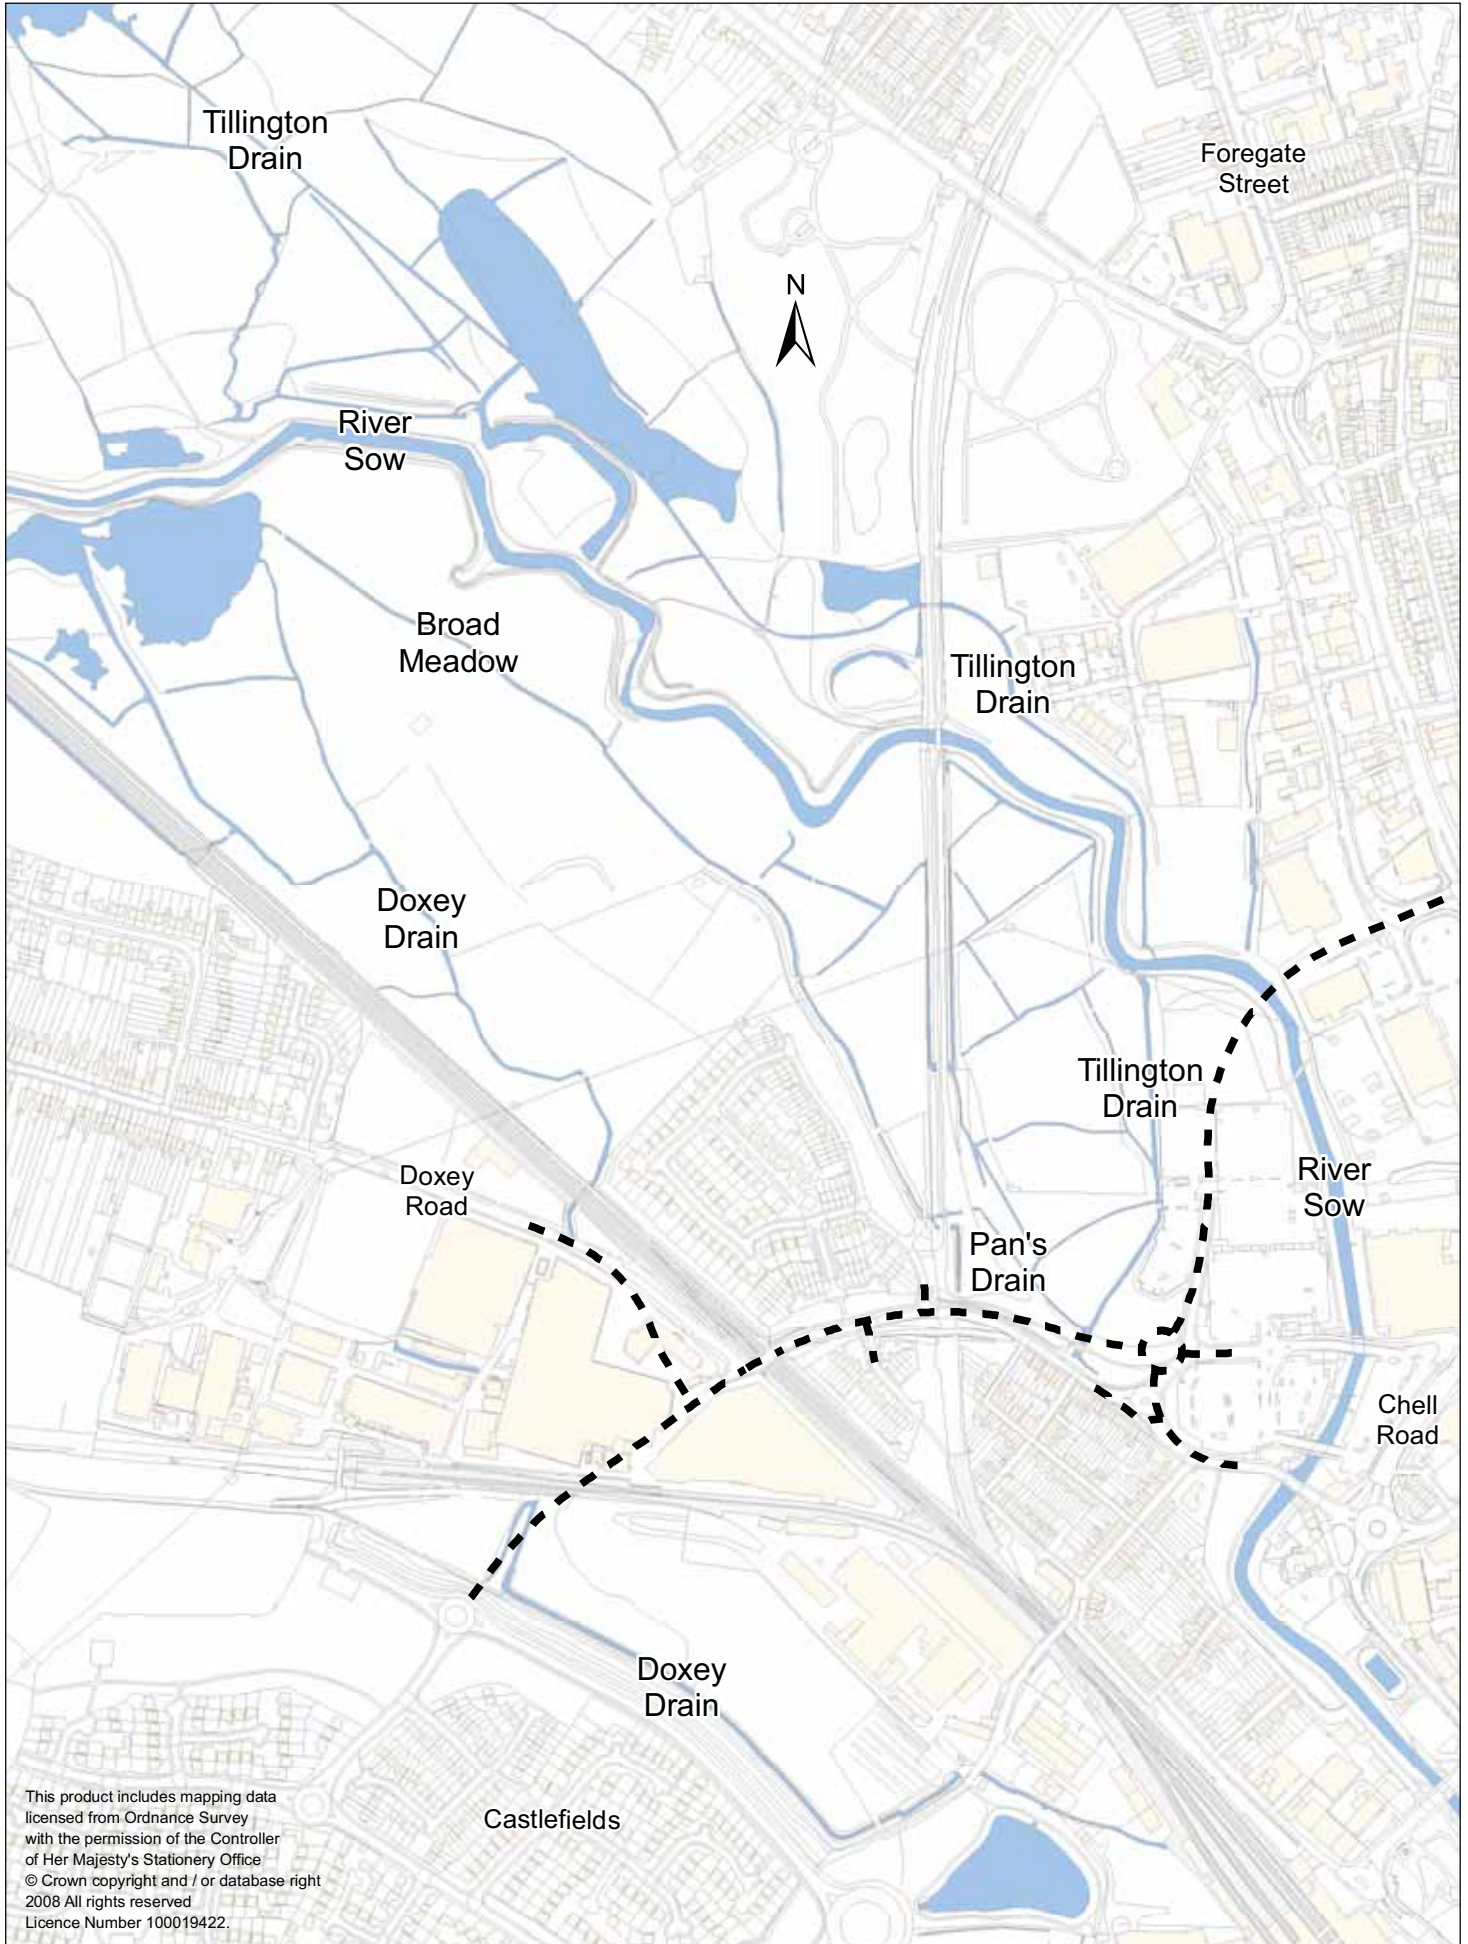 Tillington
Drain
Foregate
Street
N
River
Sow
Broad
Meadow
Tillington
Drain
Doxey
Drain
Tillington
Drain
Doxey
Road
River
Sow
Pan's
Drain
Chell
Road
Doxey
Drain
Castlefields
This product includes mapping data
licensed from Ordnance Survey
with the permission of the Controller
of Her Majesty's Stationery Office
© Crown copyright and / or database right
2008 All rights reserved
Licence Number 100019422.